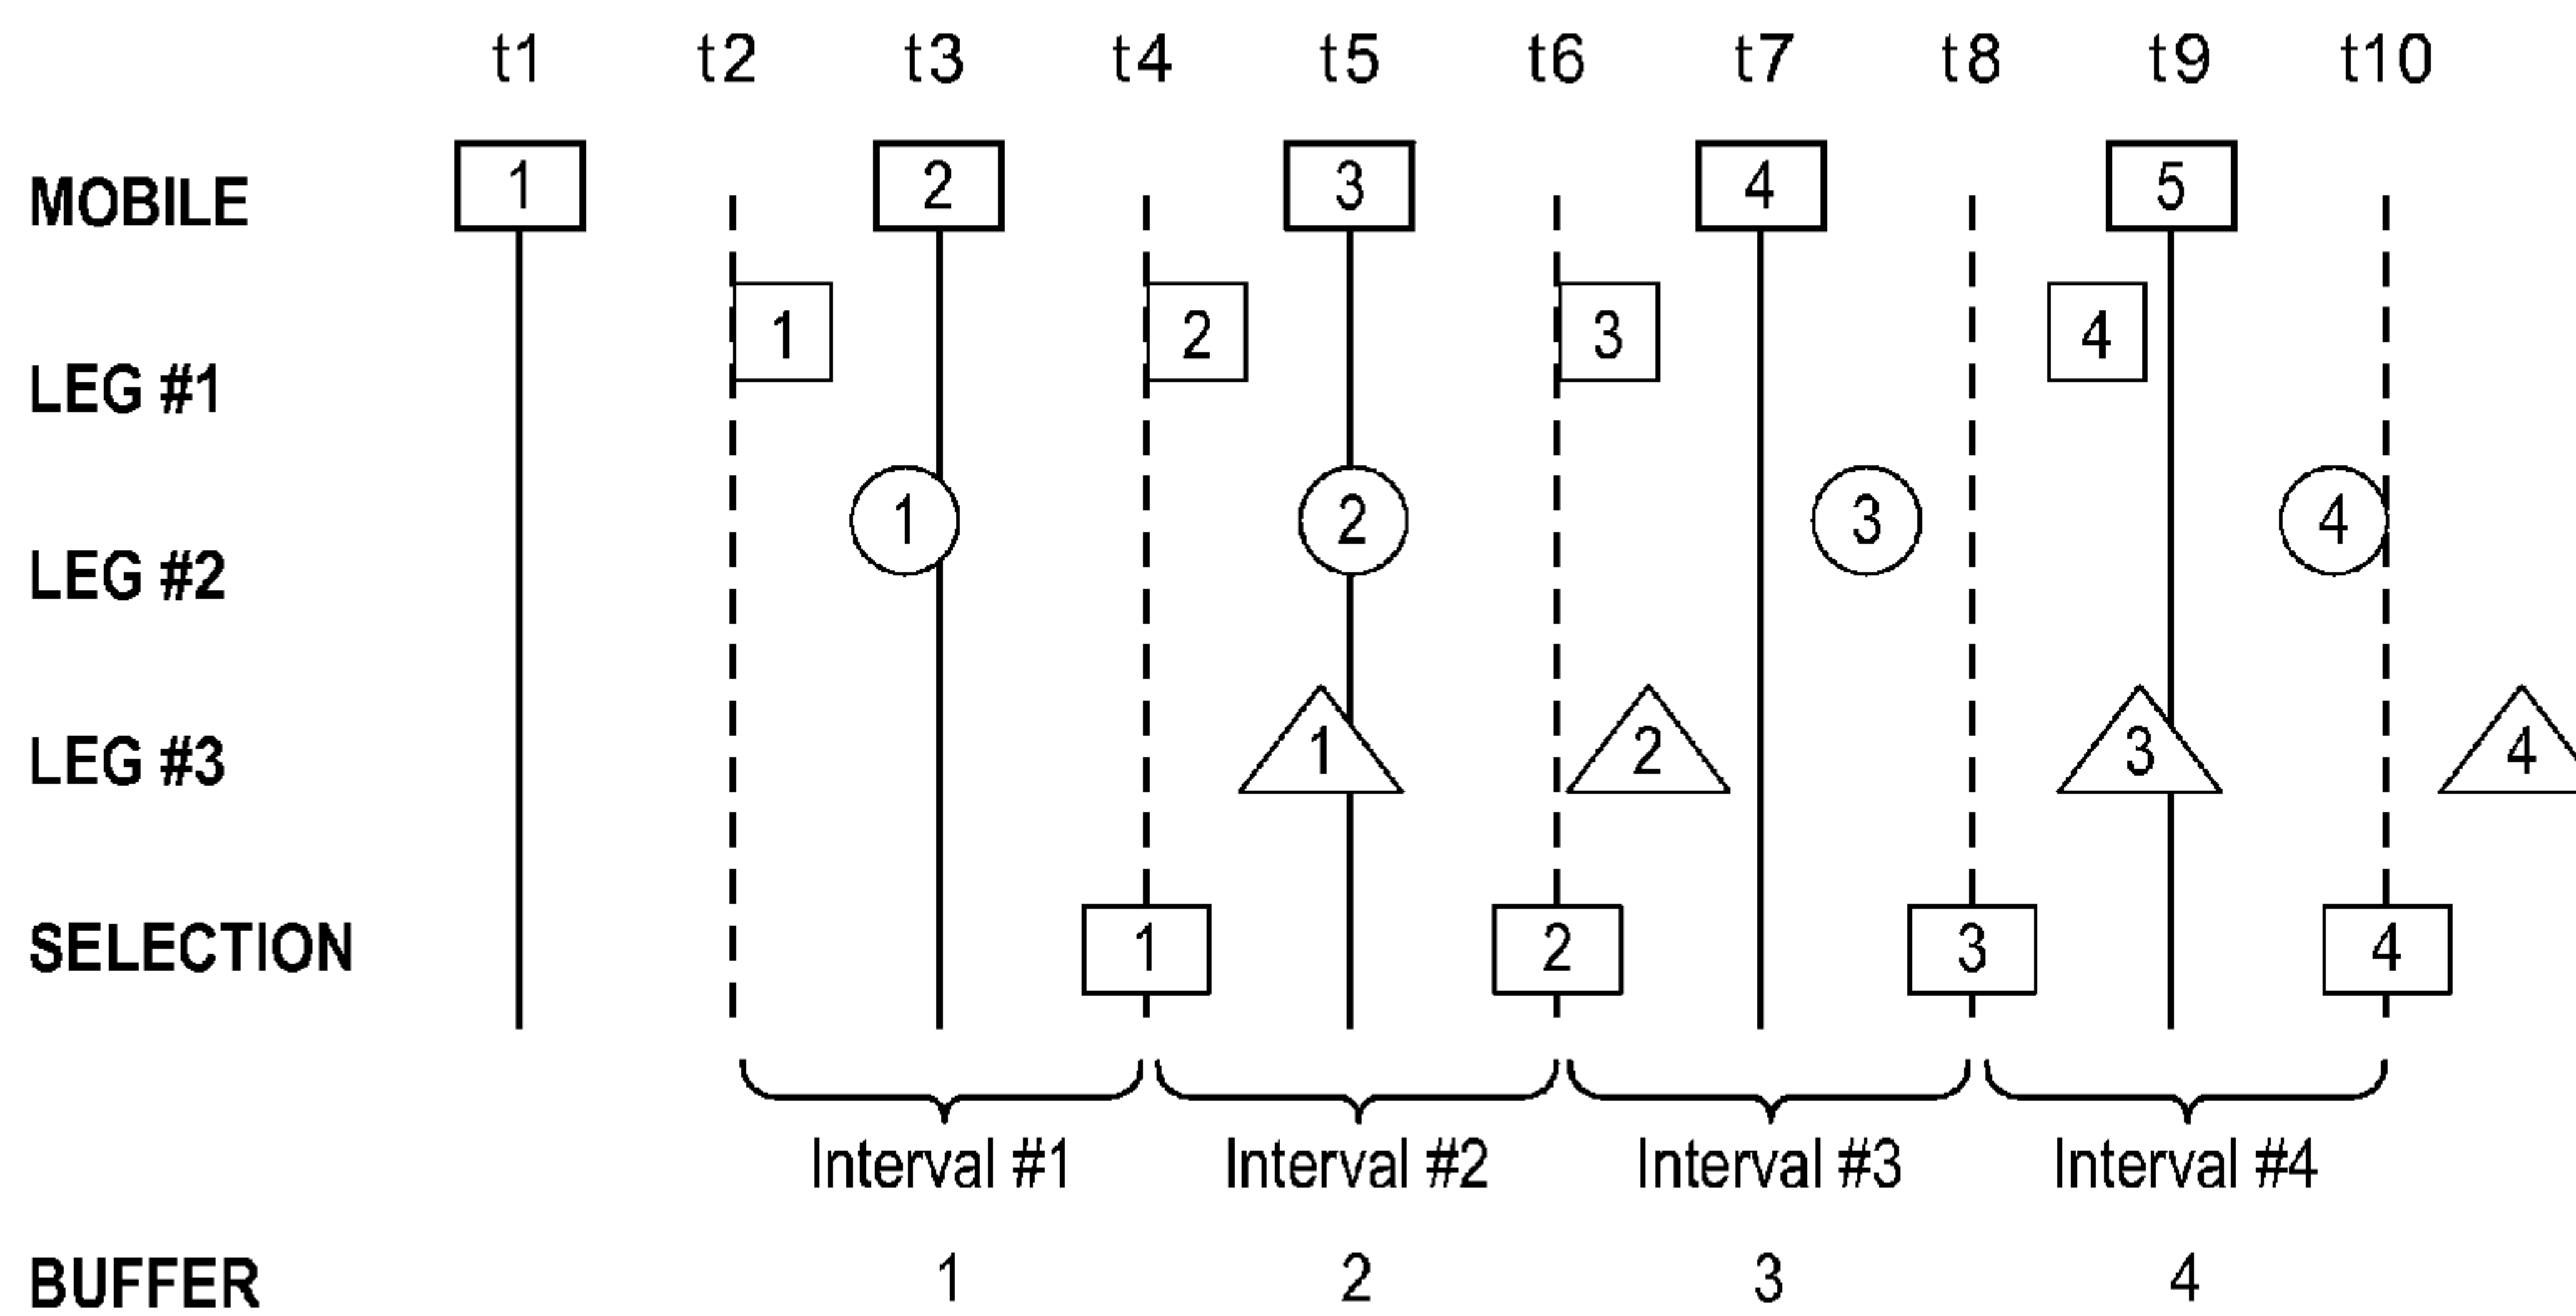 t1 t2 t3 t4 t5 t6 t7 t8 t9 t10
MOBILE 1 2 3 4 5
LEG #1 1 2 3 4
LEG #2 1 2 3 4
LEG #3 1 2 3 4
SELECTION 1 2 3 4
Interval #1 Interval #2 Interval #3 Interval #4
BUFFER 1 2 3 4